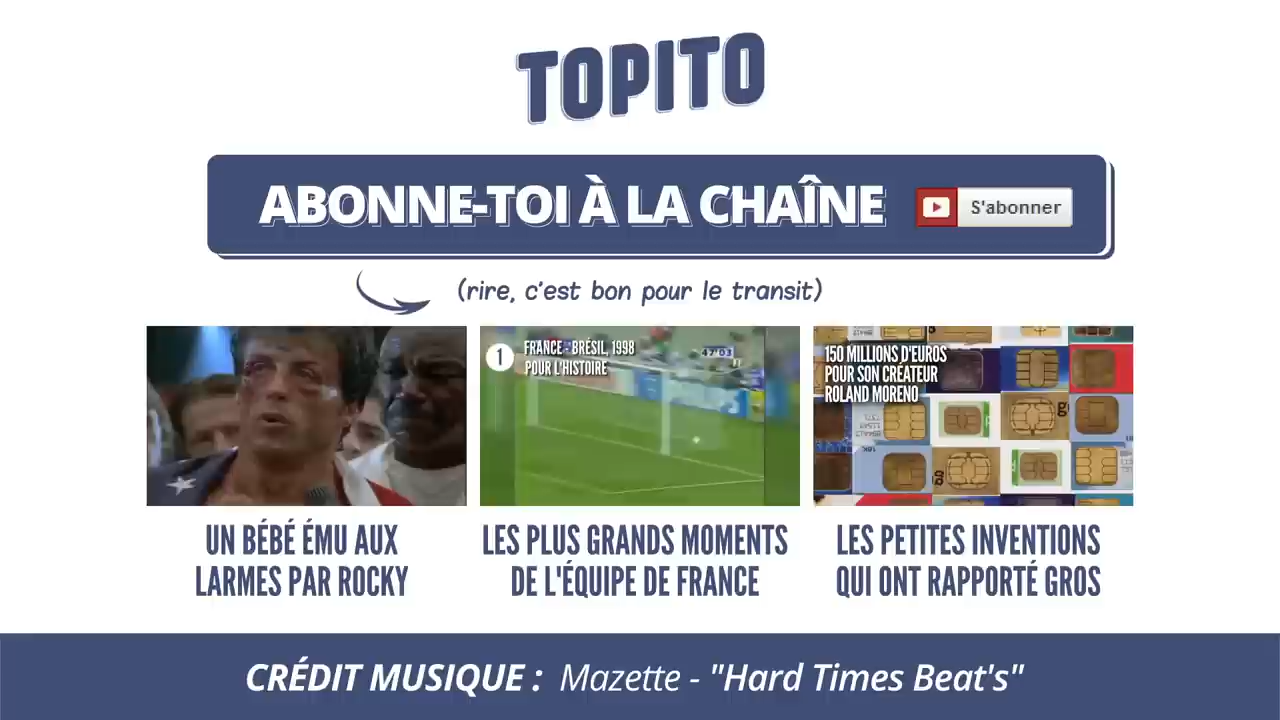 TOPITO
ABONNE-TOI À LA CHAÎNE
S'abonner
(rire, c'est bon pour le transit)
1
FRANCE - BRÉSIL, 1998
POUR L'HISTOIRE
47:03
150 MILLIONS D'EUROS
POUR SON CRÉATEUR
ROLAND MORENO
UN BÉBÉ ÉMU AUX
LARMES PAR ROCKY
LES PLUS GRANDS MOMENTS
DE L'ÉQUIPE DE FRANCE
LES PETITES INVENTIONS
QUI ONT RAPPORTÉ GROS
CRÉDIT MUSIQUE : Mazette - "Hard Times Beat's"